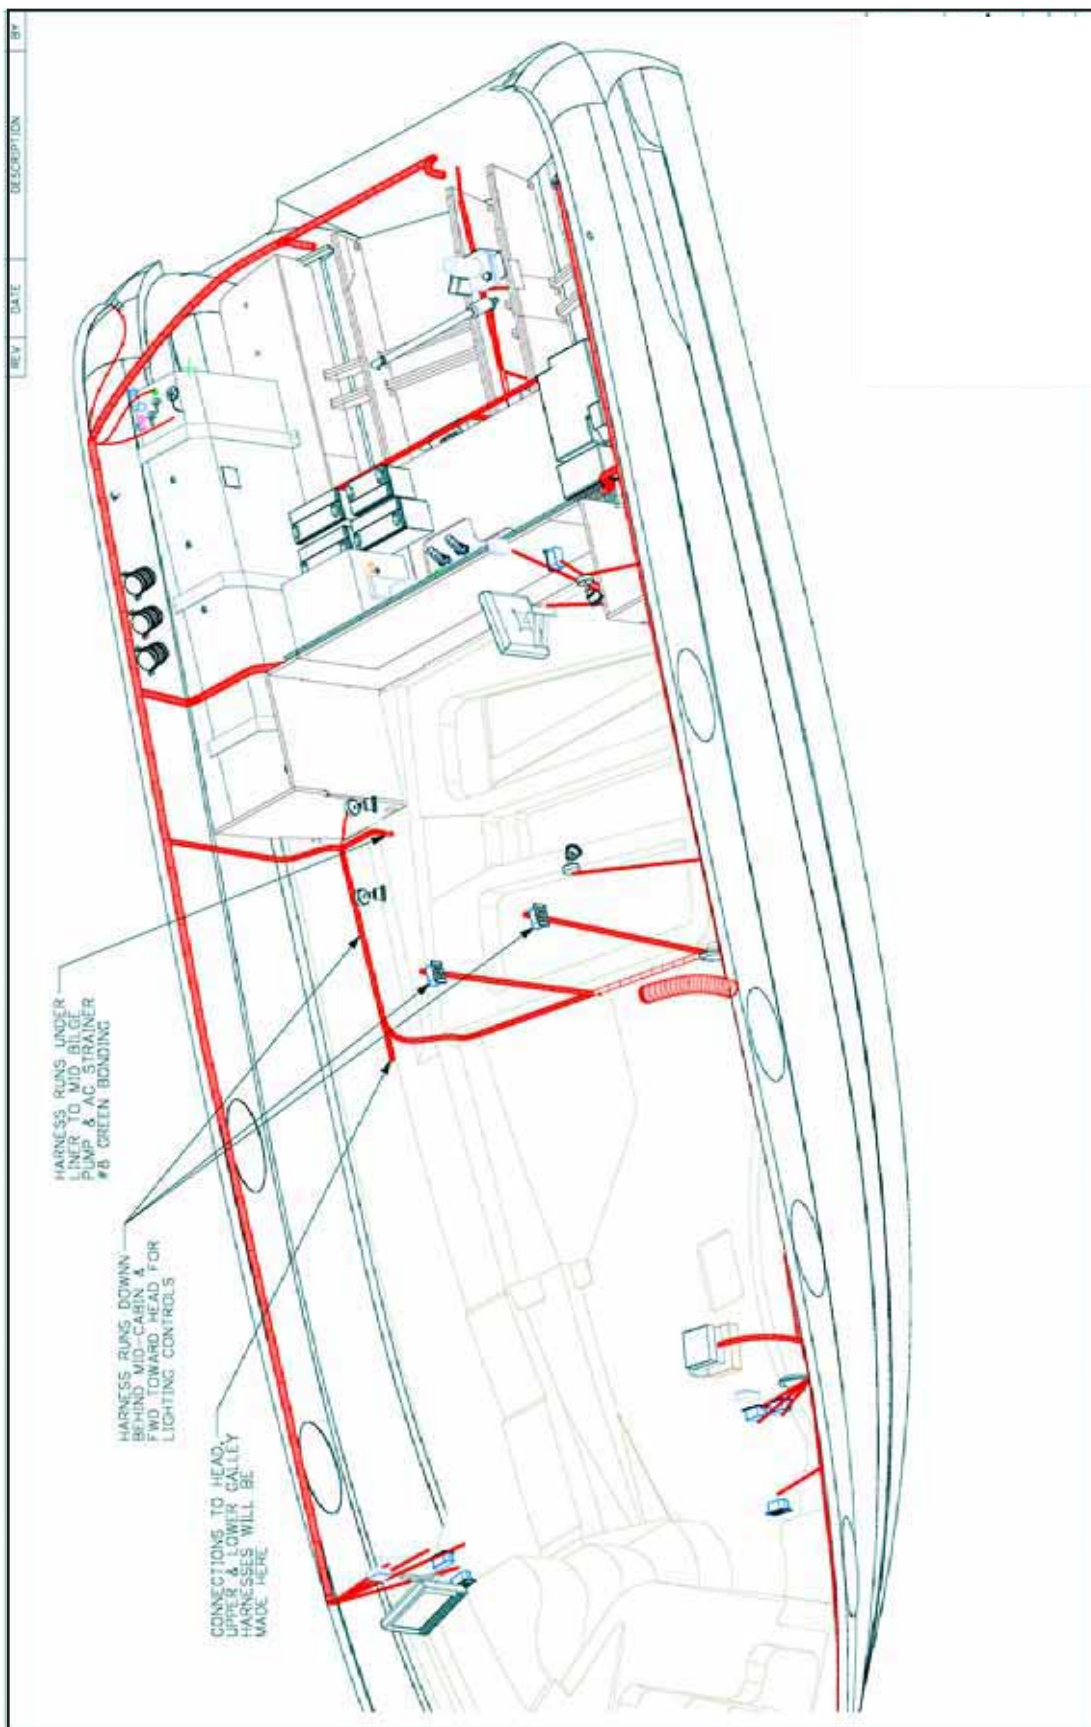 REV DATE DESCRIPTION BY
HARNESS RUNS UNDER
LINER TO MID BILGE
PUMP & AC STRAINER
#8 GREEN BONDING
HARNESS RUNS DOWNN
BEHIND MID-CABIN &
FWD TOWARD HEAD FOR
LIGHTING CONTROLS
CONNECTIONS TO HEAD,
UPPER & LOWER GALLEY
HARNESSES WILL BE
MADE HERE